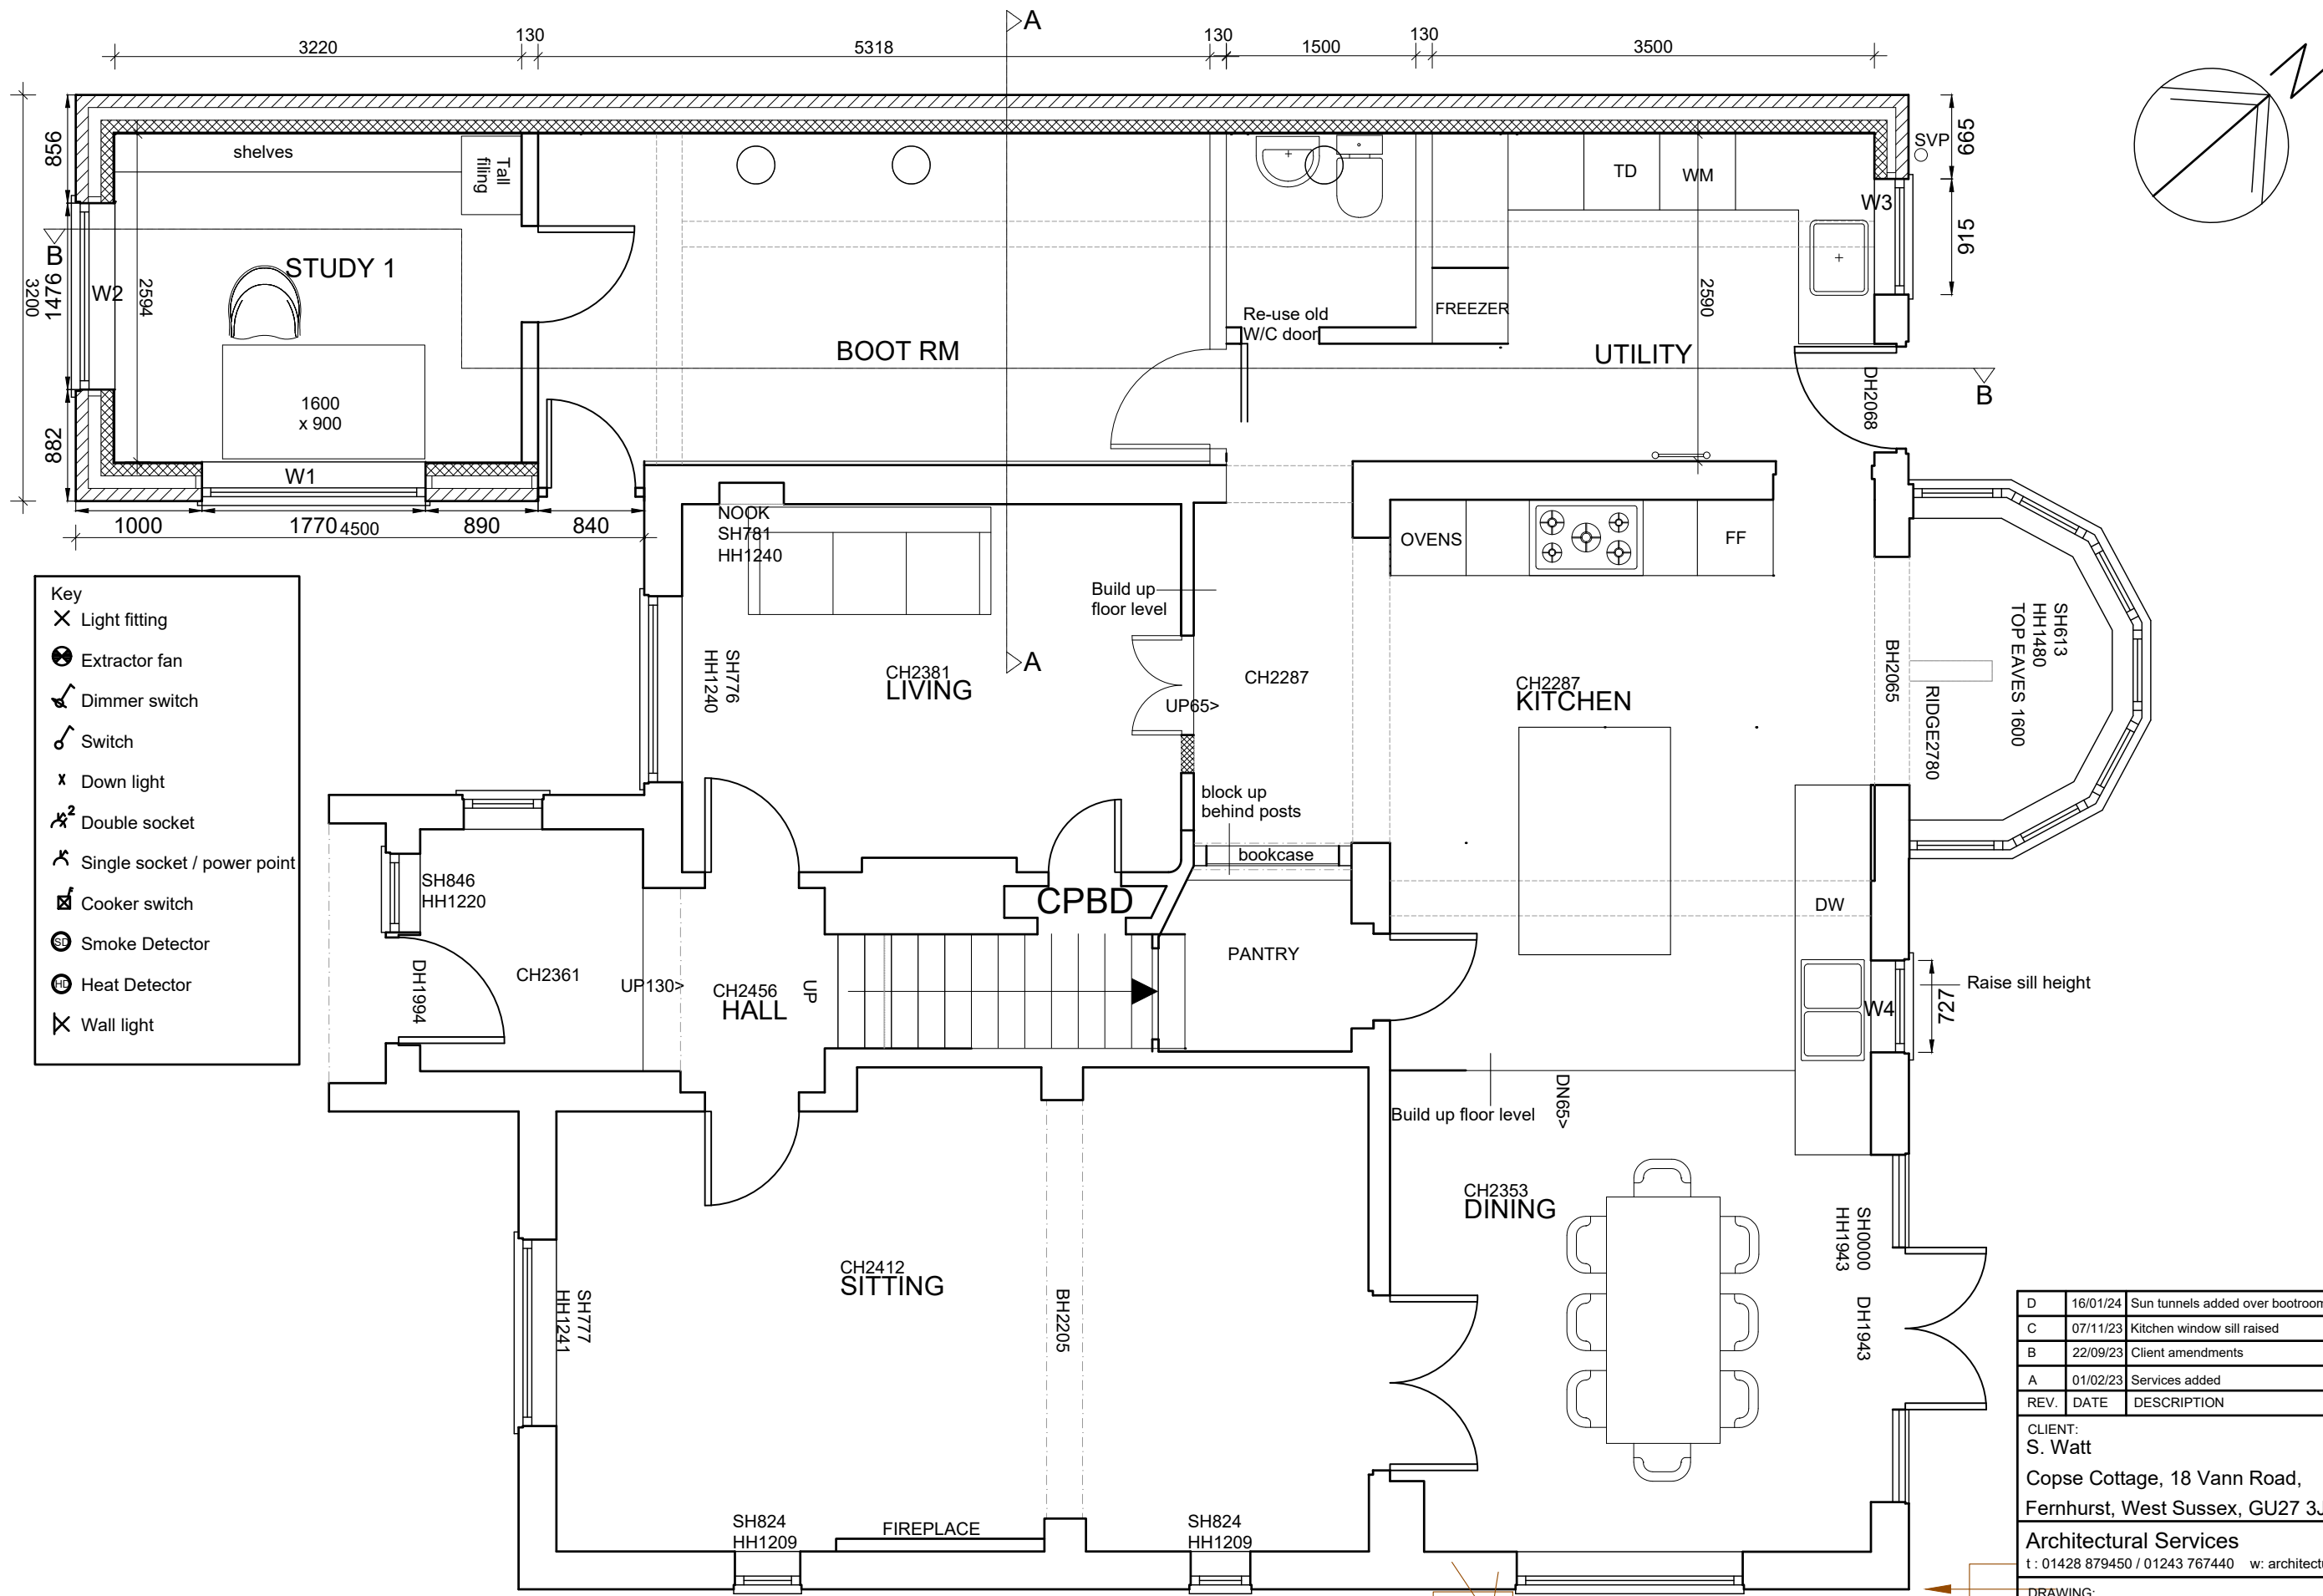 3220
130
5318
130
1500
130
3500
A
N
856
1476
882
3200
B
W2
shelves
Tall
filing
STUDY 1
2594
1600
x 900
W1
1000
1770
4500
890
840
BOOT RM
Re-use old
W/C door
FREEZER
TD
WM
UTILITY
2590
W3
SVP
665
915
DH2068
B
NOOK
SH781
HH1240
SH776
HH1240
CH2381
LIVING
A
Build up
floor level
UP65>
CH2287
OVENS
FF
CH2287
KITCHEN
BH2065
SH613
HH1480
TOP EAVES 1600
RIDGE2780
Key
Light fitting
Extractor fan
Dimmer switch
Switch
Down light
2
Double socket
Single socket / power point
Cooker switch
SD
Smoke Detector
HD
Heat Detector
Wall light
block up
behind posts
bookcase
SH846
HH1220
DH1994
CH2361
UP130>
CH2456
HALL
UP
CPBD
PANTRY
DW
W4
727
Raise sill height
Build up floor level
DN65>
CH2353
DINING
SH0000
HH1943
DH1943
CH2412
SITTING
SH777
HH1241
BH2205
SH824
HH1209
FIREPLACE
SH824
HH1209
D 16/01/24 Sun tunnels added over bootroom
C 07/11/23 Kitchen window sill raised
B 22/09/23 Client amendments
A 01/02/23 Services added
REV. DATE DESCRIPTION
CLIENT:
S. Watt
Copse Cottage, 18 Vann Road,
Fernhurst, West Sussex, GU27 3J
Architectural Services
t : 01428 879450 / 01243 767440 w: architectu
DRAWING: